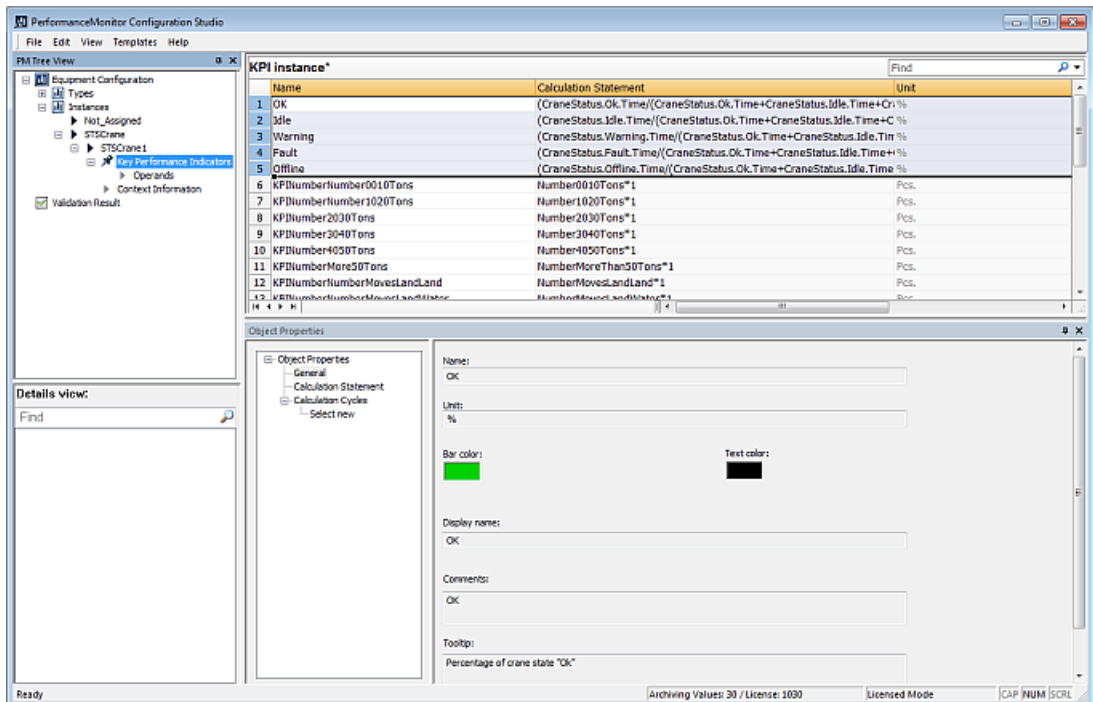 PerformanceMonitor Configuration Studio
File Edit View Templates Help
PM Tree View
Equipment Configuration
Types
Instances
Not_Assigned
STSCrane
STSCrane1
Key Performance Indicators
Operands
Context Information
Validation Result
Details view:
Find
KPI instance*
Find
Name Calculation Statement Unit
1 OK (CraneStatus.Ok.Time/(CraneStatus.Ok.Time+CraneStatus.Idle.Time+Cra %
2 Idle (CraneStatus.Idle.Time/(CraneStatus.Ok.Time+CraneStatus.Idle.Time+C %
3 Warning (CraneStatus.Warning.Time/(CraneStatus.Ok.Time+CraneStatus.Idle.Tim %
4 Fault (CraneStatus.Fault.Time/(CraneStatus.Ok.Time+CraneStatus.Idle.Time+ %
5 Offline (CraneStatus.Offline.Time/(CraneStatus.Ok.Time+CraneStatus.Idle.Time %
6 KPINumberNumber0010Tons Number0010Tons*1 Pcs.
7 KPINumberNumber1020Tons Number1020Tons*1 Pcs.
8 KPINumber2030Tons Number2030Tons*1 Pcs.
9 KPINumber3040Tons Number3040Tons*1 Pcs.
10 KPINumber4050Tons Number4050Tons*1 Pcs.
11 KPINumberMore50Tons NumberMoreThan50Tons*1 Pcs.
12 KPINumberNumberMovesLandLand NumberMovesLandLand*1 Pcs.
13 KPINumberNumberMovesLandWater NumberMovesLandWater*1 Pcs.
Object Properties
Object Properties
General
Calculation Statement
Calculation Cycles
Select new
Name:
OK
Unit:
%
Bar color: Text color:
Display name:
OK
Comments:
OK
Tooltip:
Percentage of crane state "Ok"
Ready Archiving Values: 30 / License: 1030 Licensed Mode CAP NUM SCRL